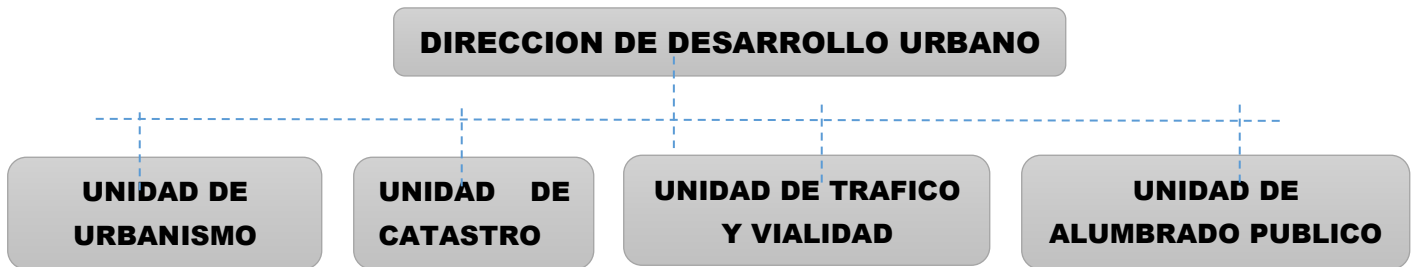 DIRECCION DE DESARROLLO URBANO
UNIDAD DE
URBANISMO
UNIDAD DE
CATASTRO
UNIDAD DE TRAFICO
Y VIALIDAD
UNIDAD DE
ALUMBRADO PUBLICO